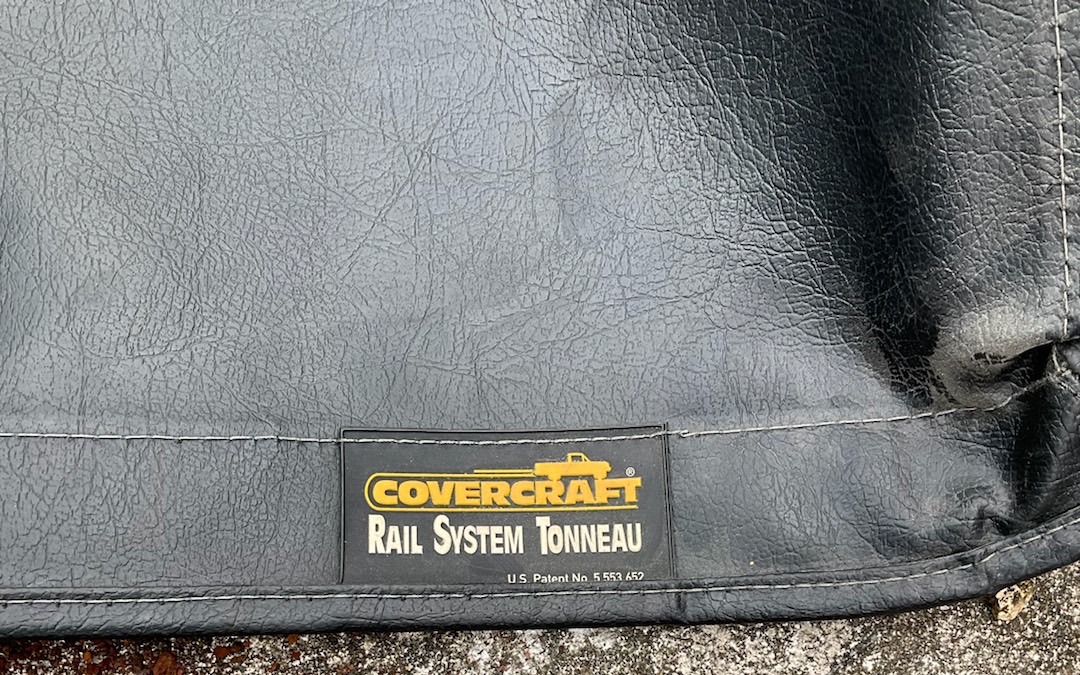 COVERCRAFT®
RAIL SYSTEM TONNEAU
U.S. Patent No. 5,553,652